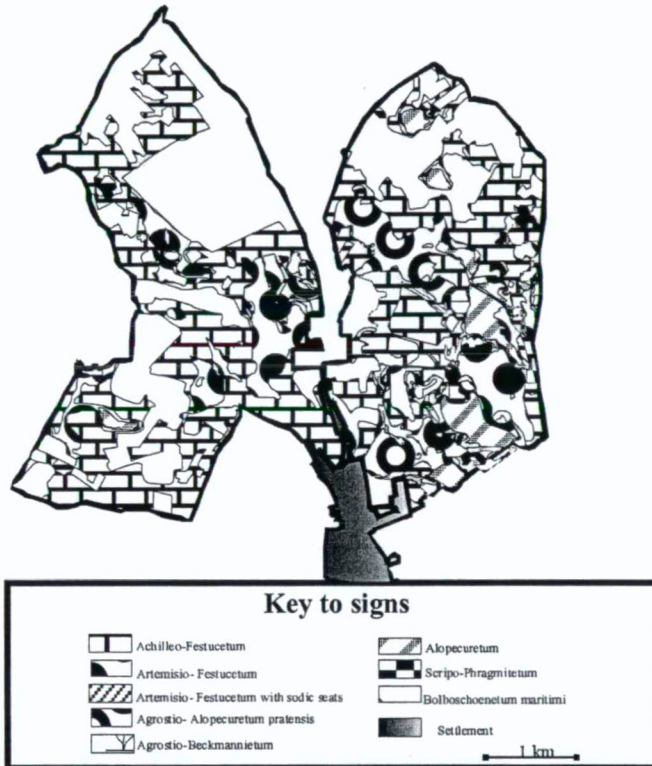 Key to signs
Achilleo-Festucetum
Artemisio- Festucetum
Artemisio- Festucetum with sodic seats
Agrostio- Alopecuretum pratensis
Agrostio-Beckmannietum
Alopecuretum
Scripo-Phragmitetum
Bolboschoenetum maritimi
Settlement
1 km